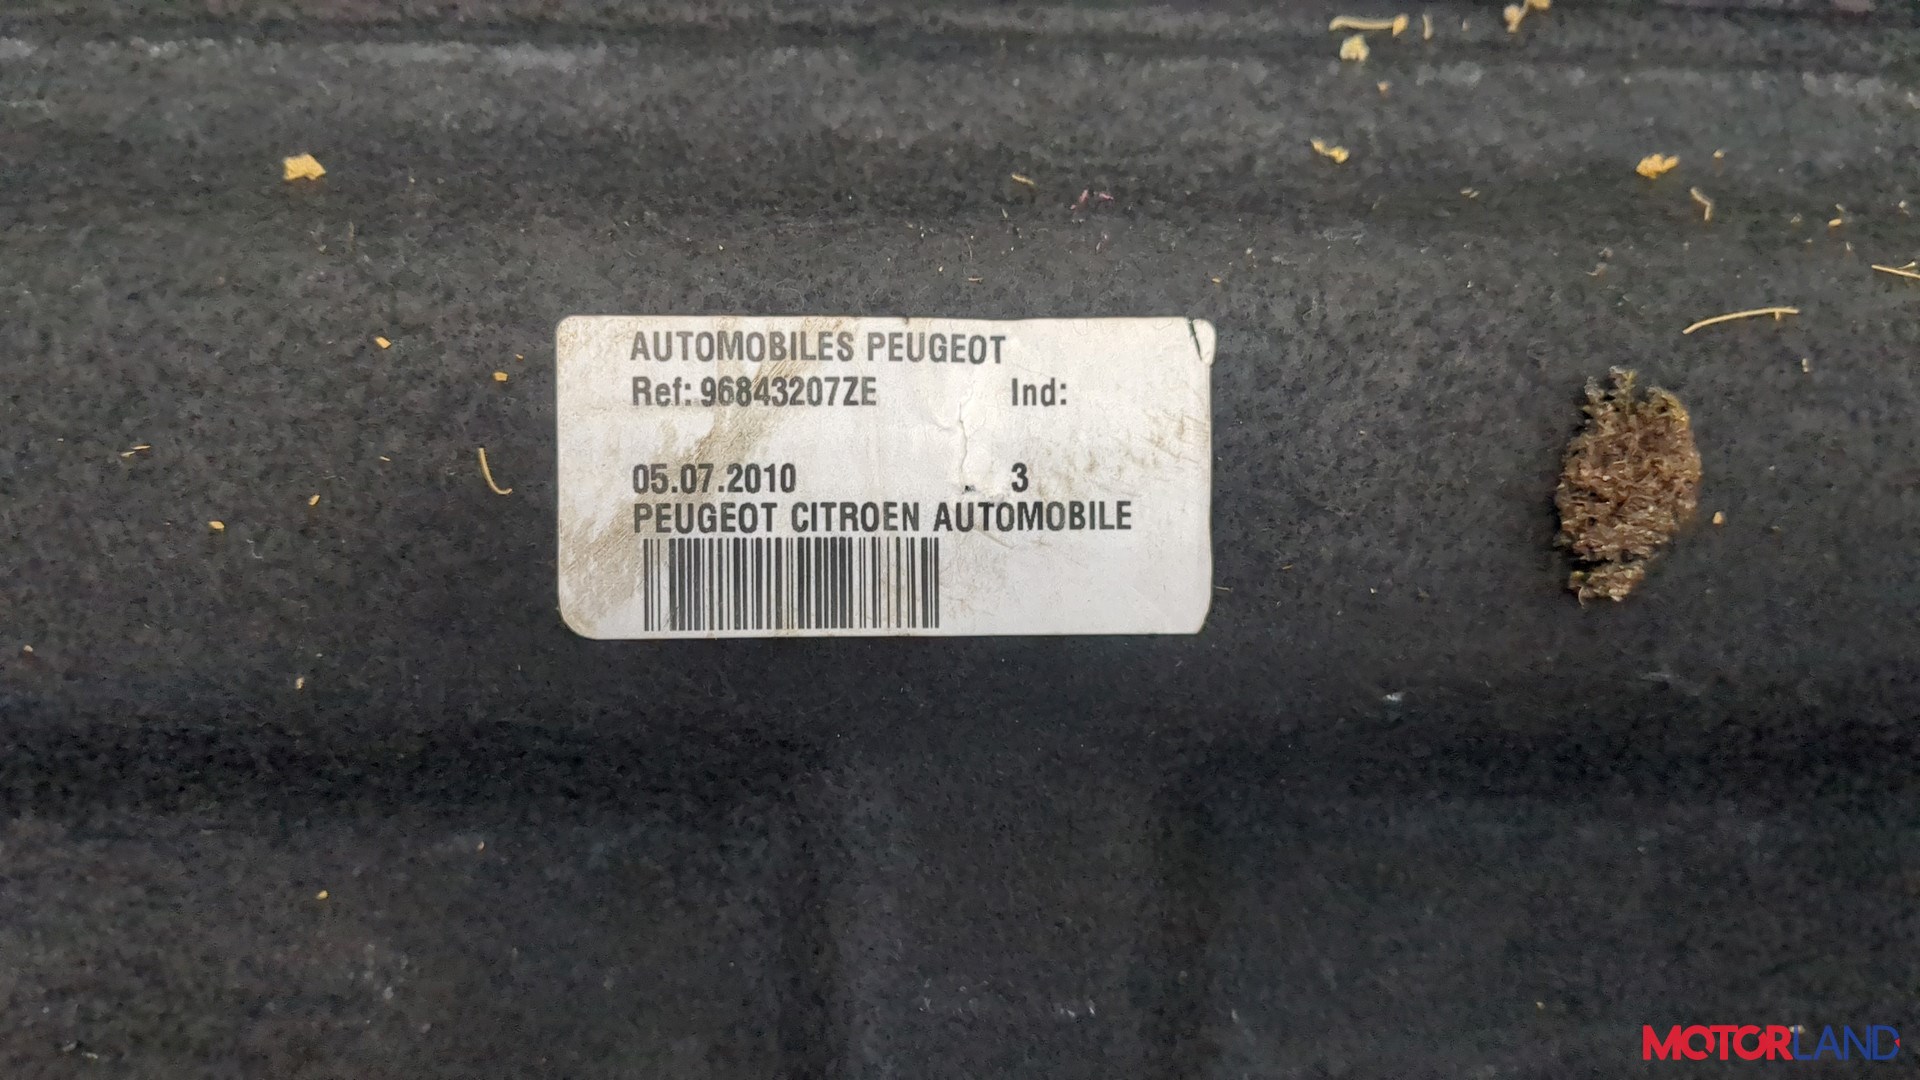 AUTOMOBILES PEUGEOT
Ref: 96843207ZE Ind:
05.07.2010 3
PEUGEOT CITROEN AUTOMOBILE
MOTORLAND